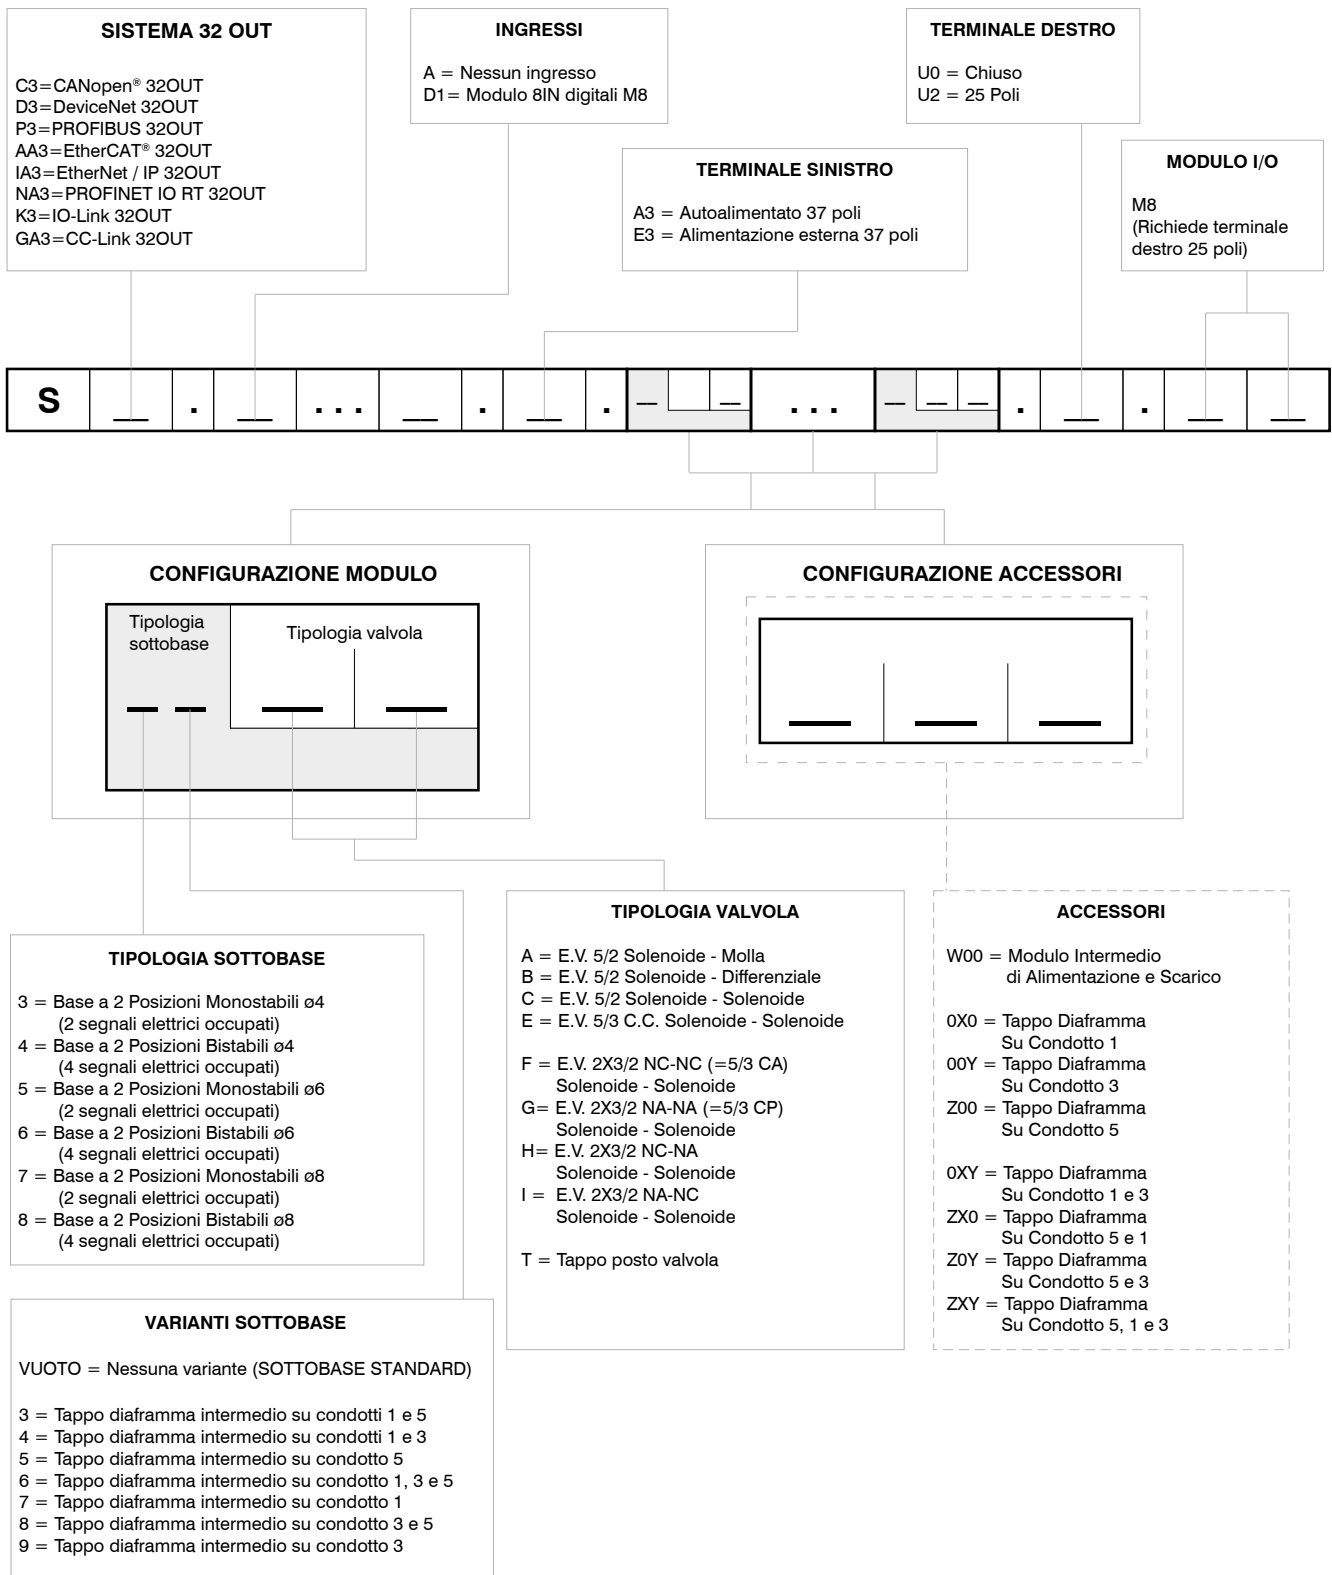 SISTEMA 32 OUT
C3=CANopen® 32OUT
D3=DeviceNet 32OUT
P3=PROFIBUS 32OUT
AA3=EtherCAT® 32OUT
IA3=EtherNet / IP 32OUT
NA3=PROFINET IO RT 32OUT
K3=IO-Link 32OUT
GA3=CC-Link 32OUT
INGRESSI
A = Nessun ingresso
D1= Modulo 8IN digitali M8
TERMINALE SINISTRO
A3 = Autoalimentato 37 poli
E3 = Alimentazione esterna 37 poli
TERMINALE DESTRO
U0 = Chiuso
U2 = 25 Poli
MODULO I/O
M8
(Richiede terminale
destro 25 poli)
S __ . __ ... __ . __ . __ __ ... __ __ __ . __ . __ __
CONFIGURAZIONE MODULO
Tipologia
sottobase
Tipologia valvola
CONFIGURAZIONE ACCESSORI
TIPOLOGIA SOTTOBASE
3 = Base a 2 Posizioni Monostabili ø4
(2 segnali elettrici occupati)
4 = Base a 2 Posizioni Bistabili ø4
(4 segnali elettrici occupati)
5 = Base a 2 Posizioni Monostabili ø6
(2 segnali elettrici occupati)
6 = Base a 2 Posizioni Bistabili ø6
(4 segnali elettrici occupati)
7 = Base a 2 Posizioni Monostabili ø8
(2 segnali elettrici occupati)
8 = Base a 2 Posizioni Bistabili ø8
(4 segnali elettrici occupati)
VARIANTI SOTTOBASE
VUOTO = Nessuna variante (SOTTOBASE STANDARD)
3 = Tappo diaframma intermedio su condotti 1 e 5
4 = Tappo diaframma intermedio su condotti 1 e 3
5 = Tappo diaframma intermedio su condotto 5
6 = Tappo diaframma intermedio su condotto 1, 3 e 5
7 = Tappo diaframma intermedio su condotto 1
8 = Tappo diaframma intermedio su condotto 3 e 5
9 = Tappo diaframma intermedio su condotto 3
TIPOLOGIA VALVOLA
A = E.V. 5/2 Solenoide - Molla
B = E.V. 5/2 Solenoide - Differenziale
C = E.V. 5/2 Solenoide - Solenoide
E = E.V. 5/3 C.C. Solenoide - Solenoide
F = E.V. 2X3/2 NC-NC (=5/3 CA)
Solenoide - Solenoide
G= E.V. 2X3/2 NA-NA (=5/3 CP)
Solenoide - Solenoide
H= E.V. 2X3/2 NC-NA
Solenoide - Solenoide
I = E.V. 2X3/2 NA-NC
Solenoide - Solenoide
T = Tappo posto valvola
ACCESSORI
W00 = Modulo Intermedio
di Alimentazione e Scarico
0X0 = Tappo Diaframma
Su Condotto 1
00Y = Tappo Diaframma
Su Condotto 3
Z00 = Tappo Diaframma
Su Condotto 5
0XY = Tappo Diaframma
Su Condotto 1 e 3
ZX0 = Tappo Diaframma
Su Condotto 5 e 1
Z0Y = Tappo Diaframma
Su Condotto 5 e 3
ZXY = Tappo Diaframma
Su Condotto 5, 1 e 3